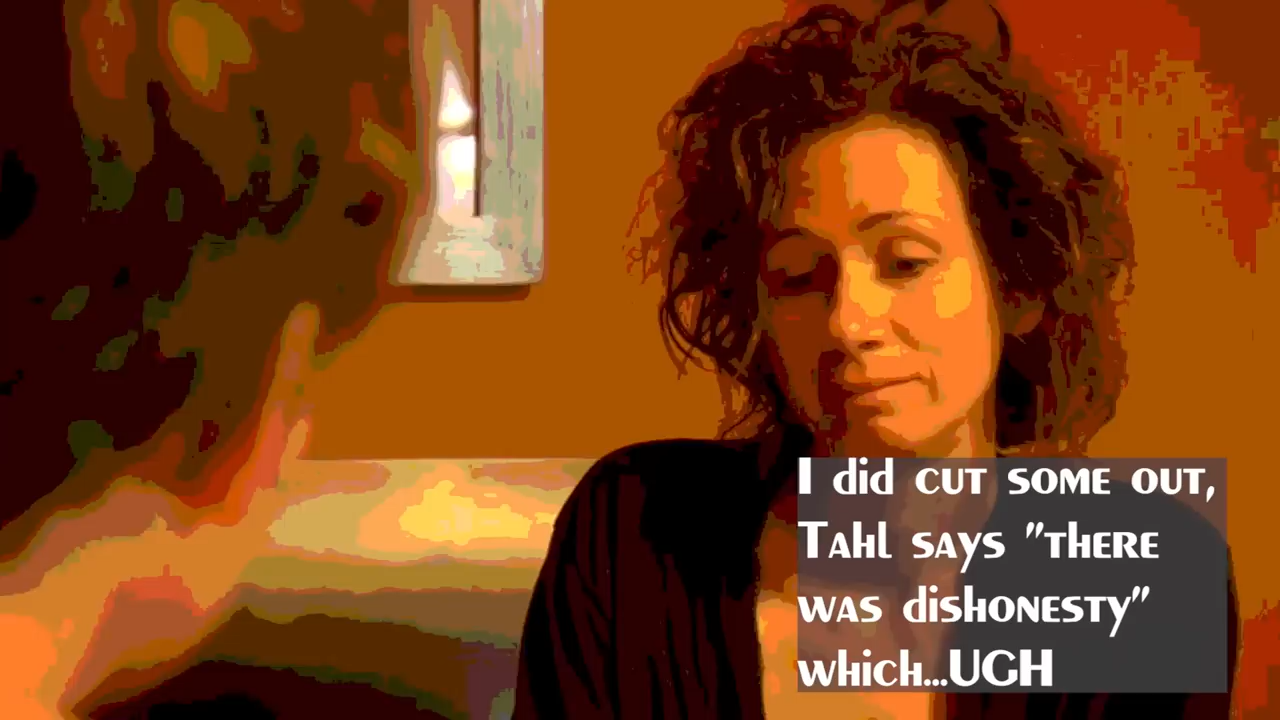 I did cut some out,
Tahl says "there
was dishonesty"
which...UGH